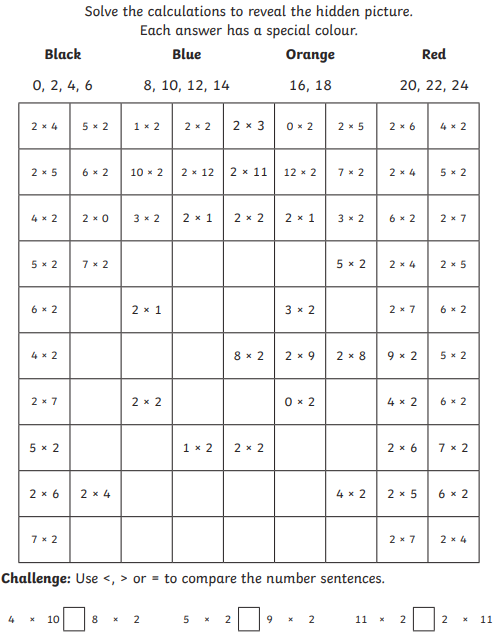 Solve the calculations to reveal the hidden picture.
Each answer has a special colour.
Black Blue Orange Red
0, 2, 4, 6 8, 10, 12, 14 16, 18 20, 22, 24
2 × 4 5 × 2 1 × 2 2 × 2 2 × 3 0 × 2 2 × 5 2 × 6 4 × 2
2 × 5 6 × 2 10 × 2 2 × 12 2 × 11 12 × 2 7 × 2 2 × 4 5 × 2
4 × 2 2 × 0 3 × 2 2 × 1 2 × 2 2 × 1 3 × 2 6 × 2 2 × 7
5 × 2 7 × 2 5 × 2 2 × 4 2 × 5
6 × 2 2 × 1 3 × 2 2 × 7 6 × 2
4 × 2 8 × 2 2 × 9 2 × 8 9 × 2 5 × 2
2 × 7 2 × 2 0 × 2 4 × 2 6 × 2
5 × 2 1 × 2 2 × 2 2 × 6 7 × 2
2 × 6 2 × 4 4 × 2 2 × 5 6 × 2
7 × 2 2 × 7 2 × 4
Challenge: Use <, > or = to compare the number sentences.
4 × 10 8 × 2 5 × 2 9 × 2 11 × 2 2 × 11